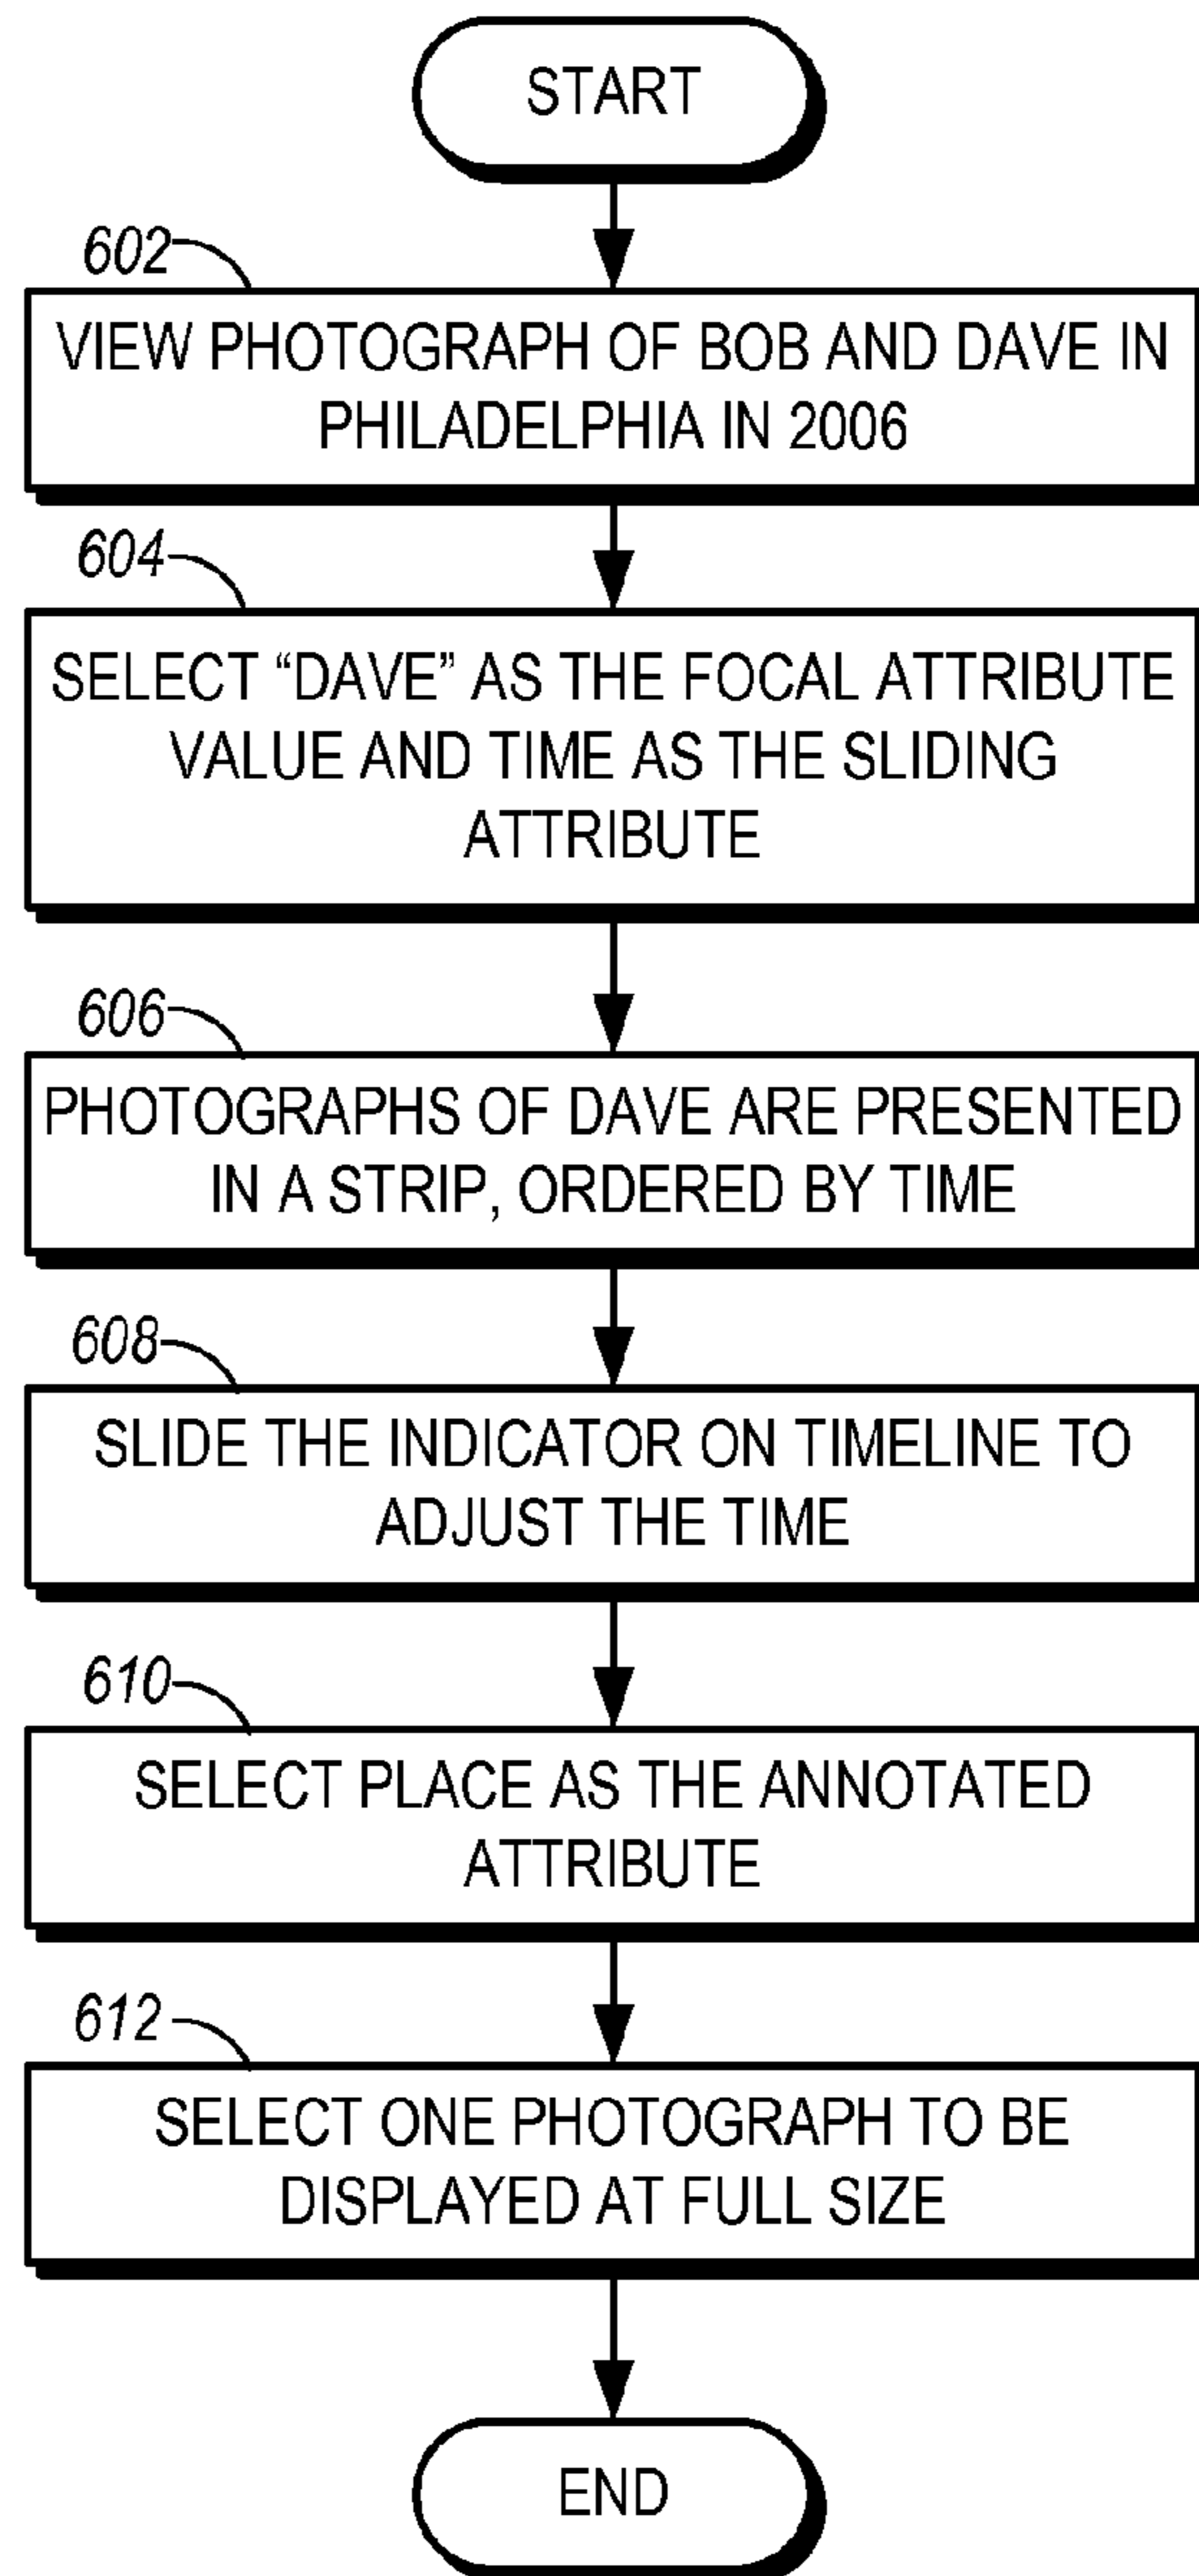 START
602
VIEW PHOTOGRAPH OF BOB AND DAVE IN
PHILADELPHIA IN 2006
604
SELECT “DAVE” AS THE FOCAL ATTRIBUTE
VALUE AND TIME AS THE SLIDING
ATTRIBUTE
606
PHOTOGRAPHS OF DAVE ARE PRESENTED
IN A STRIP, ORDERED BY TIME
608
SLIDE THE INDICATOR ON TIMELINE TO
ADJUST THE TIME
610
SELECT PLACE AS THE ANNOTATED
ATTRIBUTE
612
SELECT ONE PHOTOGRAPH TO BE
DISPLAYED AT FULL SIZE
END